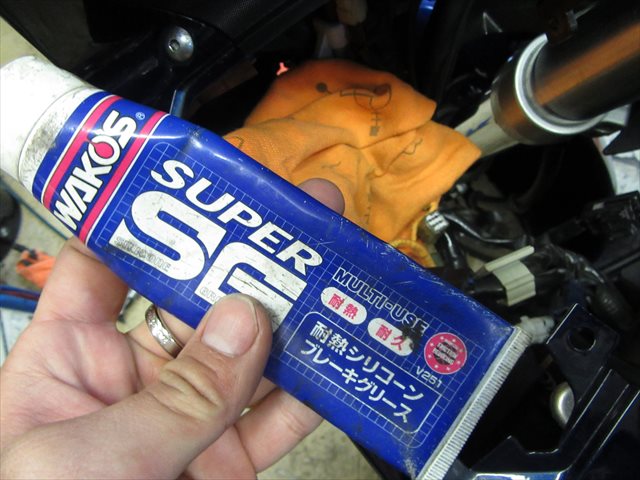 WAKO'S®
SUPER
SG
SILICONE
MULTI-USE
耐熱 耐久
V251
耐熱シリコーン
ブレーキグリース